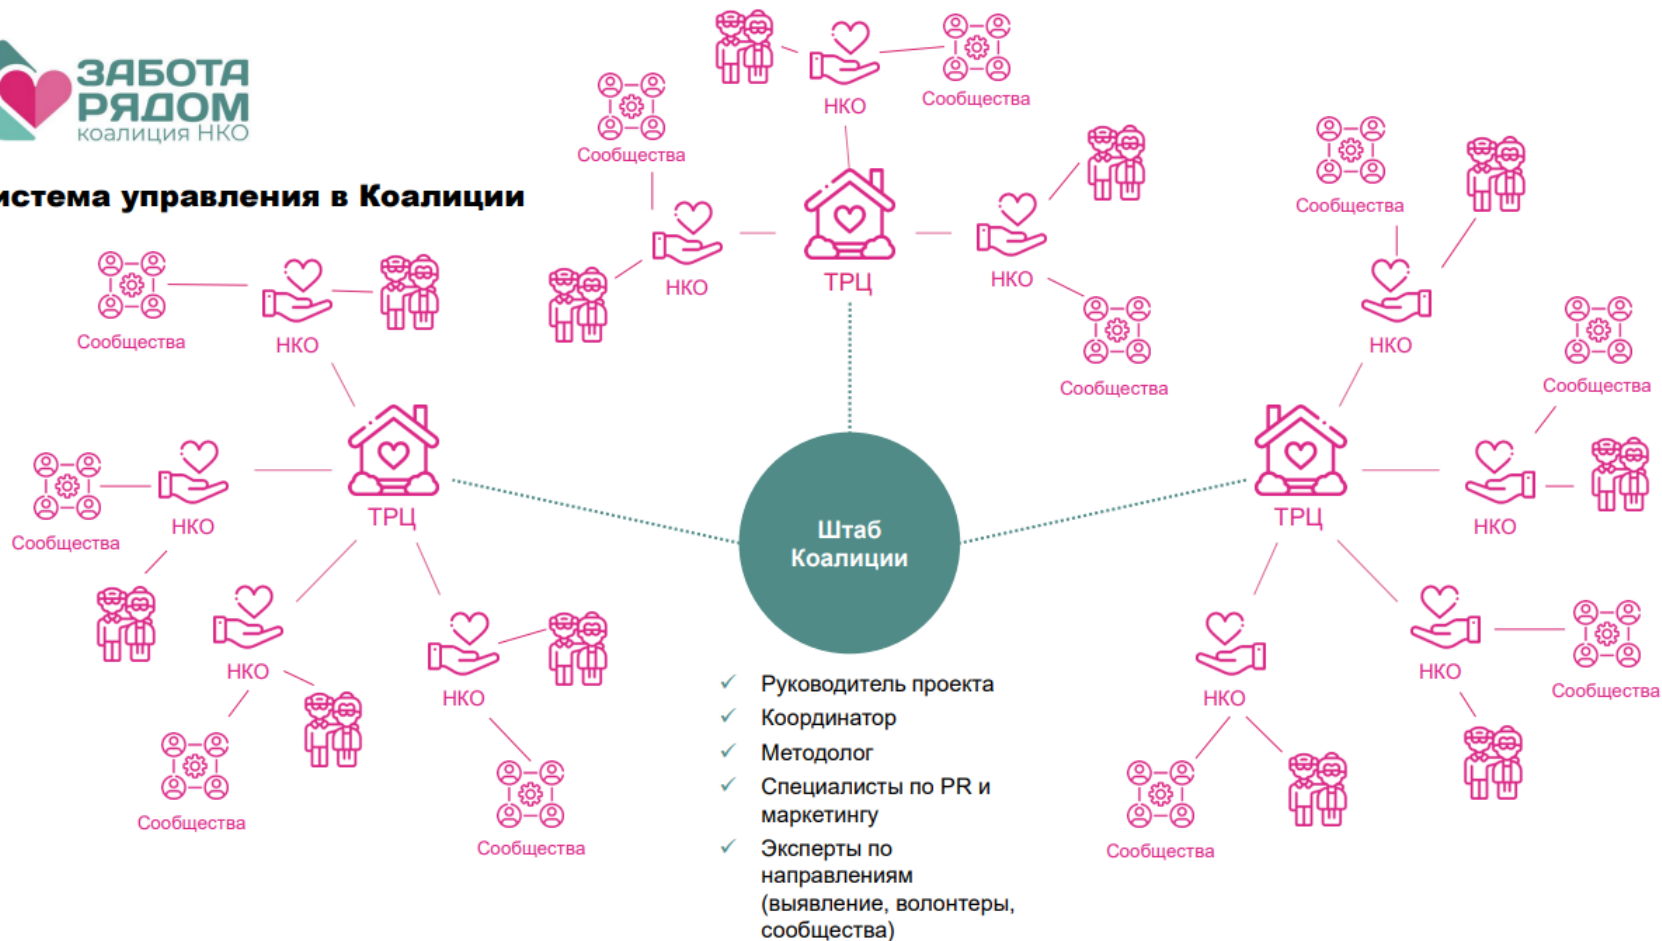 ЗАБОТА
РЯДОМ
коалиция НКО
истема управления в Коалиции
НКО
Сообщества
Сообщества
НКО
ТРЦ
НКО
Сообщества
Сообщества
НКО
Сообщества
НКО
Сообщества
НКО
ТРЦ
Сообщества
НКО
НКО
НКО
Сообщества
Сообщества
ТРЦ
НКО
НКО
Сообщества
НКО
Сообщества
Штаб
Коалиции
Руководитель проекта
Координатор
Методолог
Специалисты по PR и
маркетингу
Эксперты по
направлениям
(выявление, волонтеры,
сообщества)